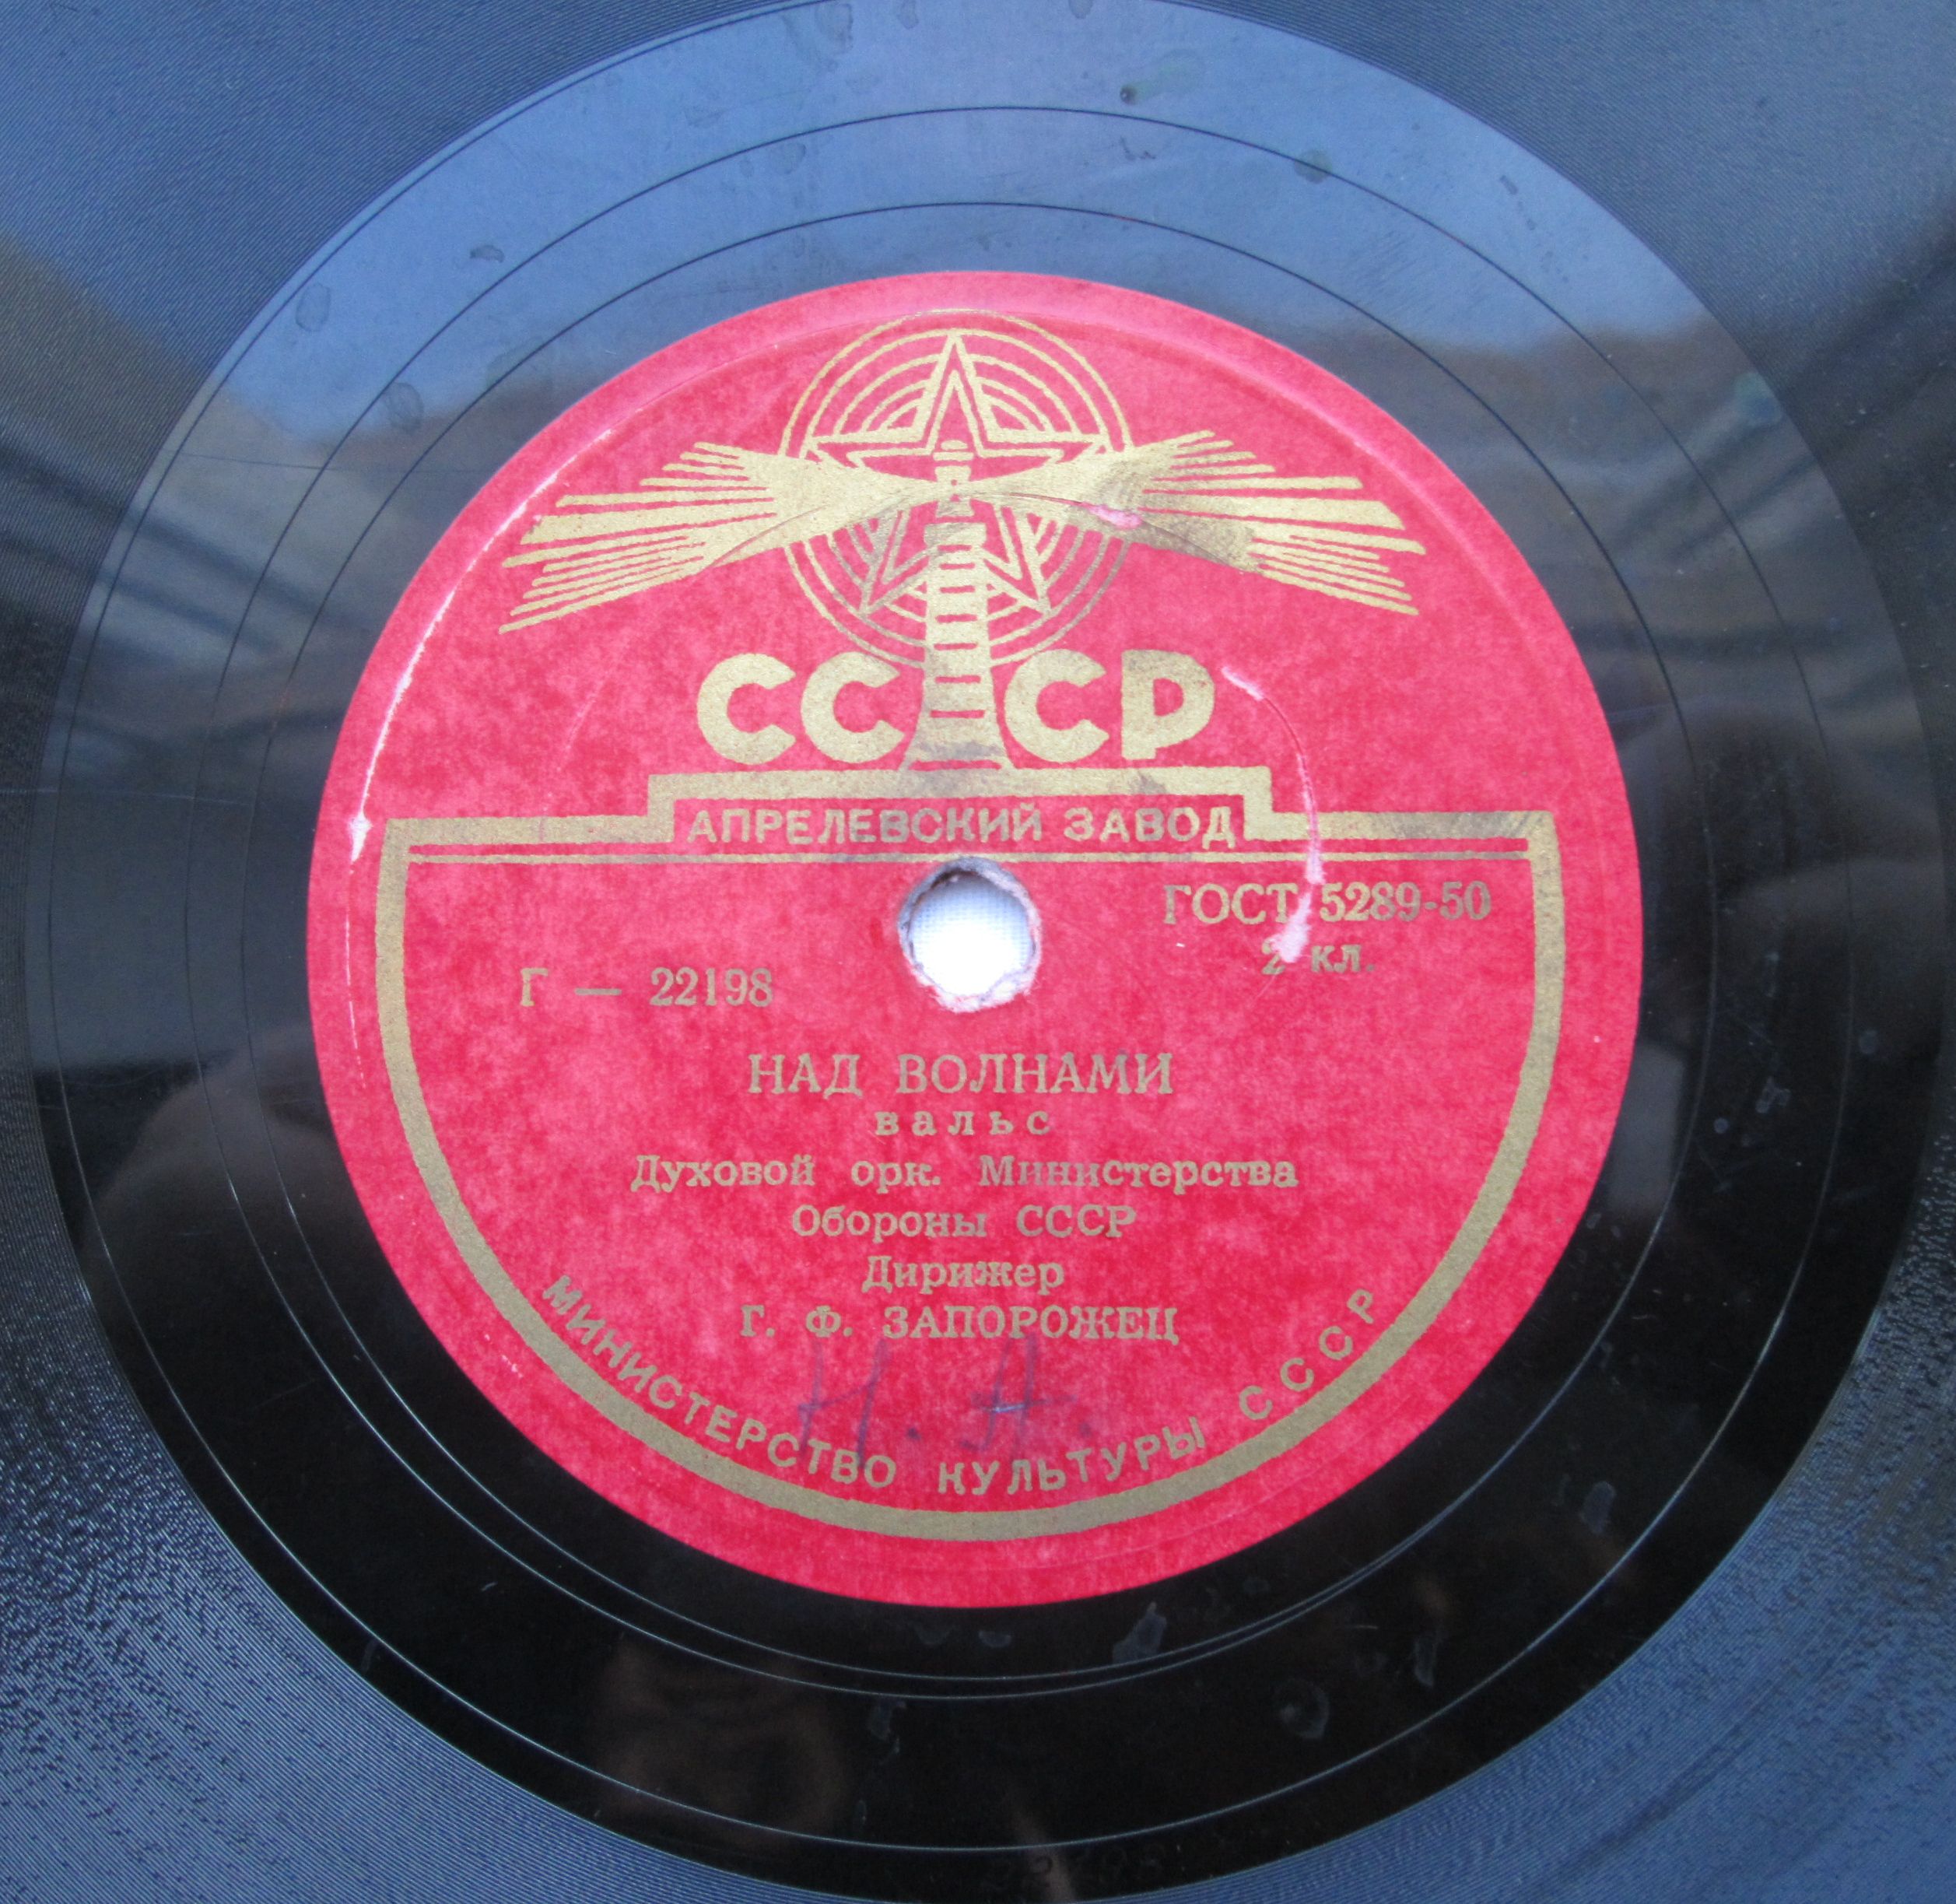 СССР
АПРЕЛЕВСКИЙ ЗАВОД
ГОСТ 5289-50
2 кл.
Г — 22198
НАД ВОЛНАМИ
вальс
Духовой орк. Министерства
Обороны СССР
Дирижер
Г. Ф. ЗАПОРОЖЕЦ
Н. А.
МИНИСТЕРСТВО КУЛЬТУРЫ СССР